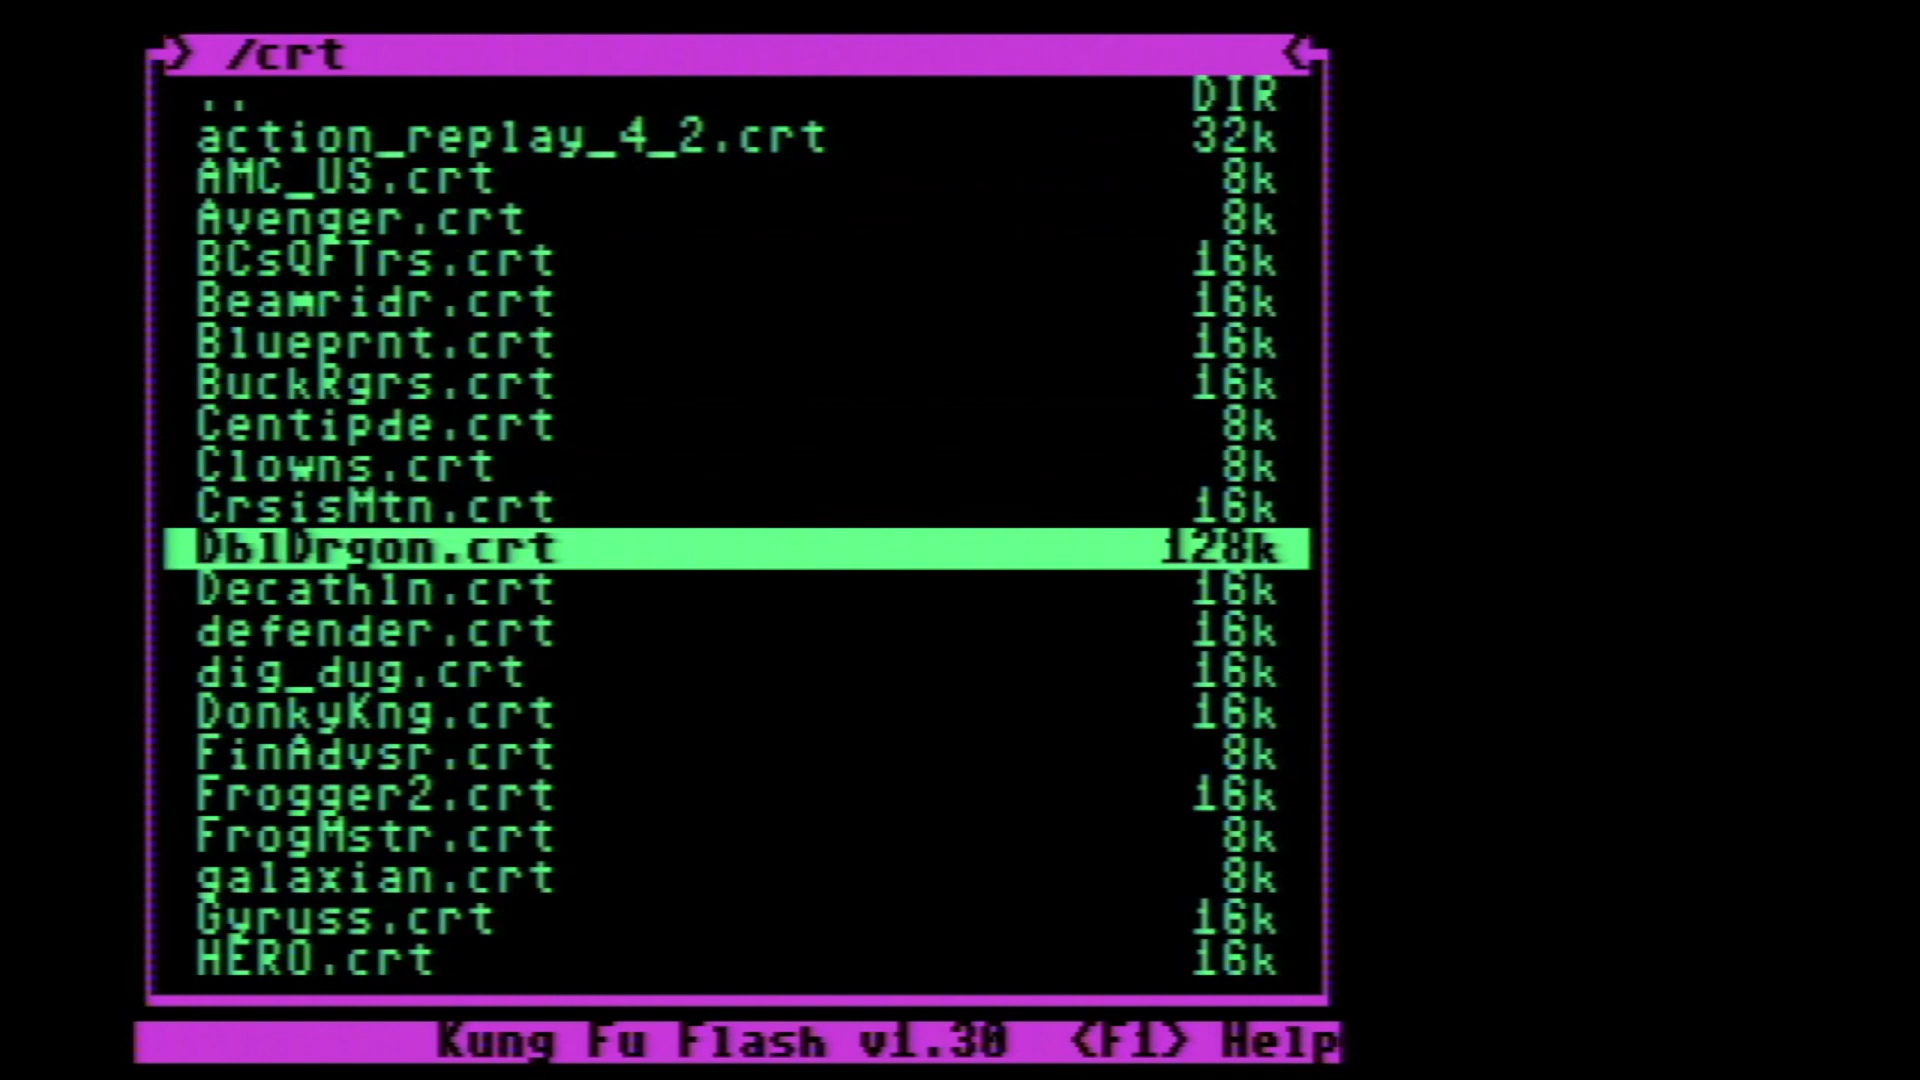 /crt
.. DIR
action_replay_4_2.crt 32k
AMC_US.crt 8k
Avenger.crt 8k
BCsQFTrs.crt 16k
Beamridr.crt 16k
Blueprnt.crt 16k
BuckRgrs.crt 16k
Centipde.crt 8k
Clowns.crt 8k
CrsisMtn.crt 16k
DblDrgon.crt 128k
Decathln.crt 16k
defender.crt 16k
dig_dug.crt 16k
DonkyKng.crt 16k
FinAdvsr.crt 8k
Frogger2.crt 16k
FrogMstr.crt 8k
galaxian.crt 8k
Gyruss.crt 16k
HERO.crt 16k
Kung Fu Flash v1.30 <F1> Help